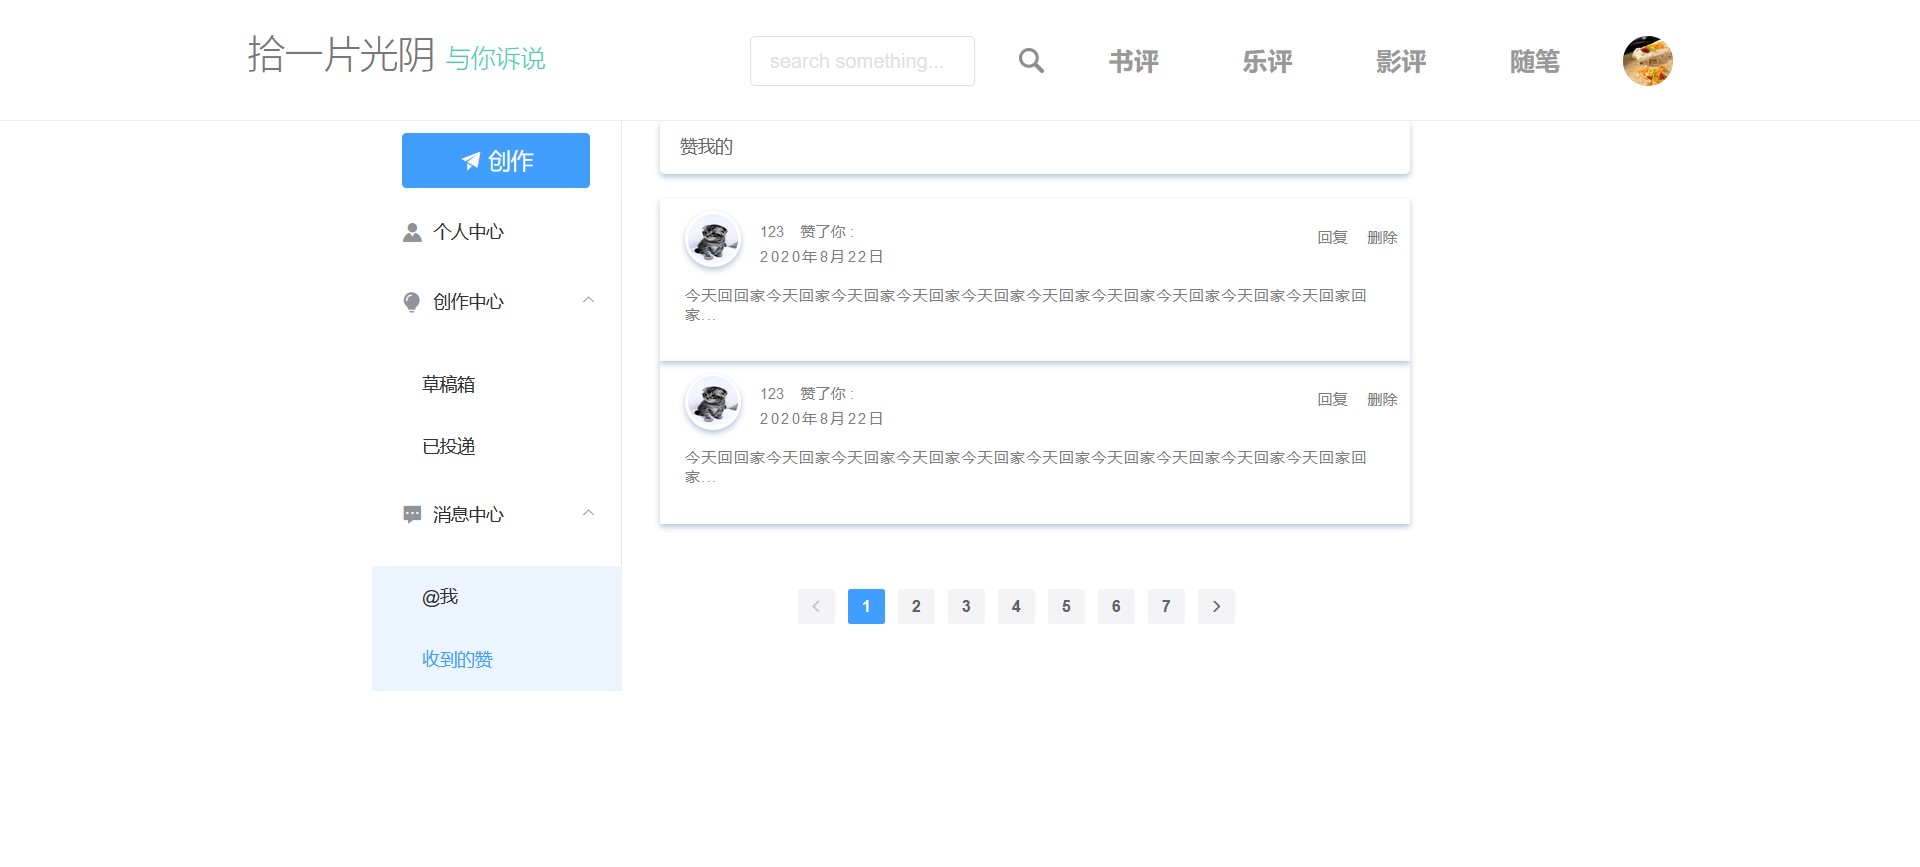 拾一片光阴 与你诉说
search something...
书评 乐评 影评 随笔
创作
个人中心
创作中心
草稿箱
已投递
消息中心
@我
收到的赞
赞我的
123 赞了你 :
2020年8月22日
回复 删除
今天回回家今天回家今天回家今天回家今天回家今天回家今天回家今天回家今天回家今天回家回
家...
123 赞了你 :
2020年8月22日
回复 删除
今天回回家今天回家今天回家今天回家今天回家今天回家今天回家今天回家今天回家今天回家回
家...
1 2 3 4 5 6 7